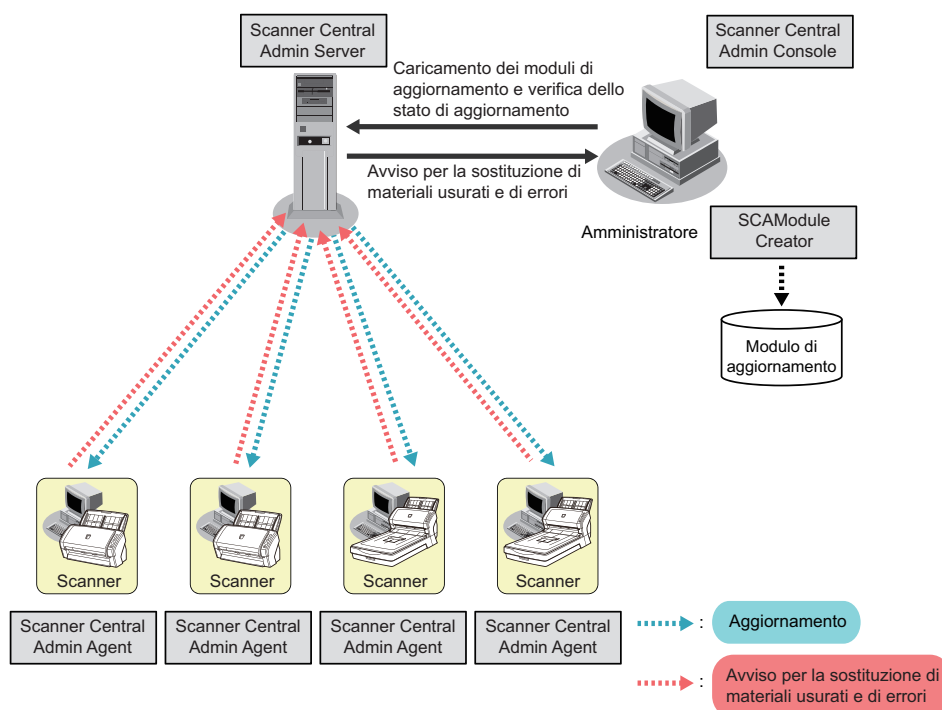 Scanner Central
Admin Server
Scanner Central
Admin Console
Caricamento dei moduli di
aggiornamento e verifica dello
stato di aggiornamento
Avviso per la sostituzione di
materiali usurati e di errori
Amministratore
SCAModule
Creator
Modulo di
aggiornamento
Scanner
Scanner
Scanner
Scanner
Scanner Central
Admin Agent
Scanner Central
Admin Agent
Scanner Central
Admin Agent
Scanner Central
Admin Agent
: Aggiornamento
: Avviso per la sostituzione di
materiali usurati e di errori